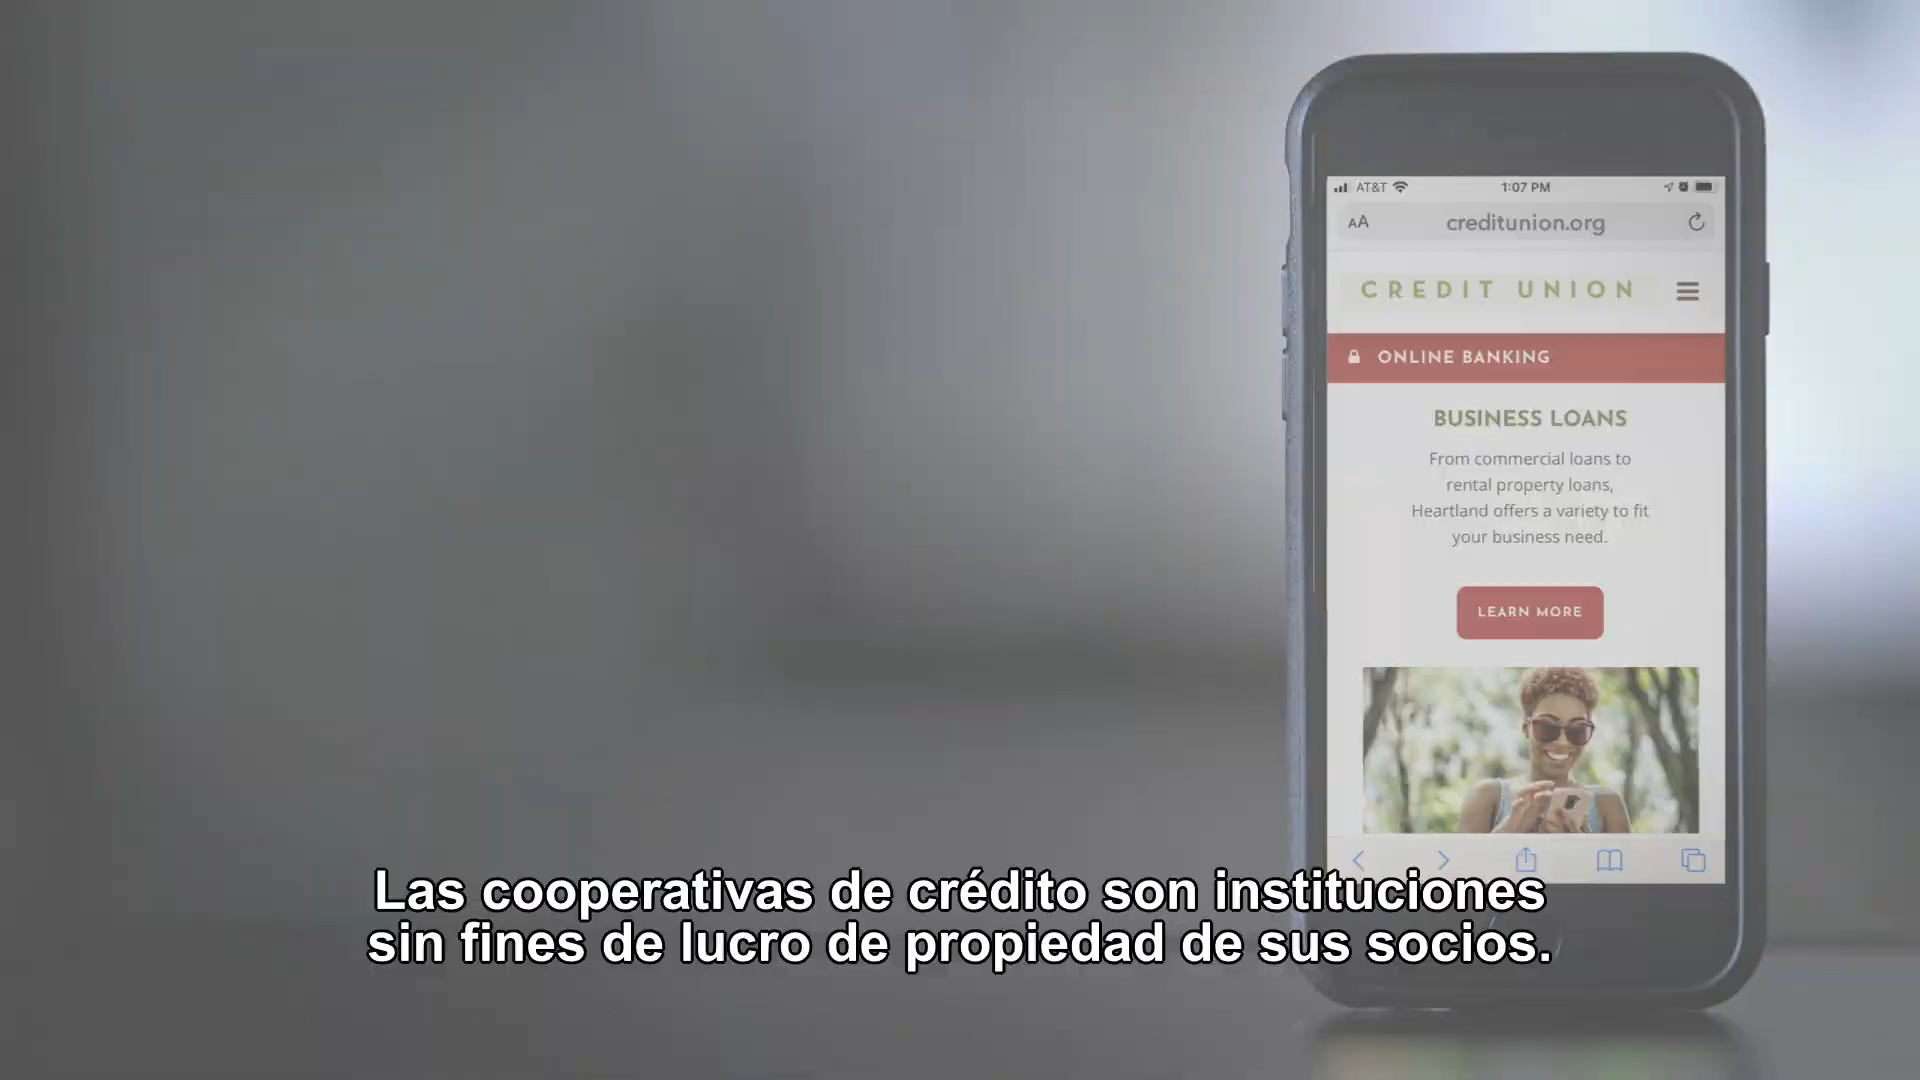 AT&T
1:07 PM
AA
creditunion.org
CREDIT UNION
ONLINE BANKING
BUSINESS LOANS
From commercial loans to
rental property loans,
Heartland offers a variety to fit
your business need.
LEARN MORE
Las cooperativas de crédito son instituciones
sin fines de lucro de propiedad de sus socios.